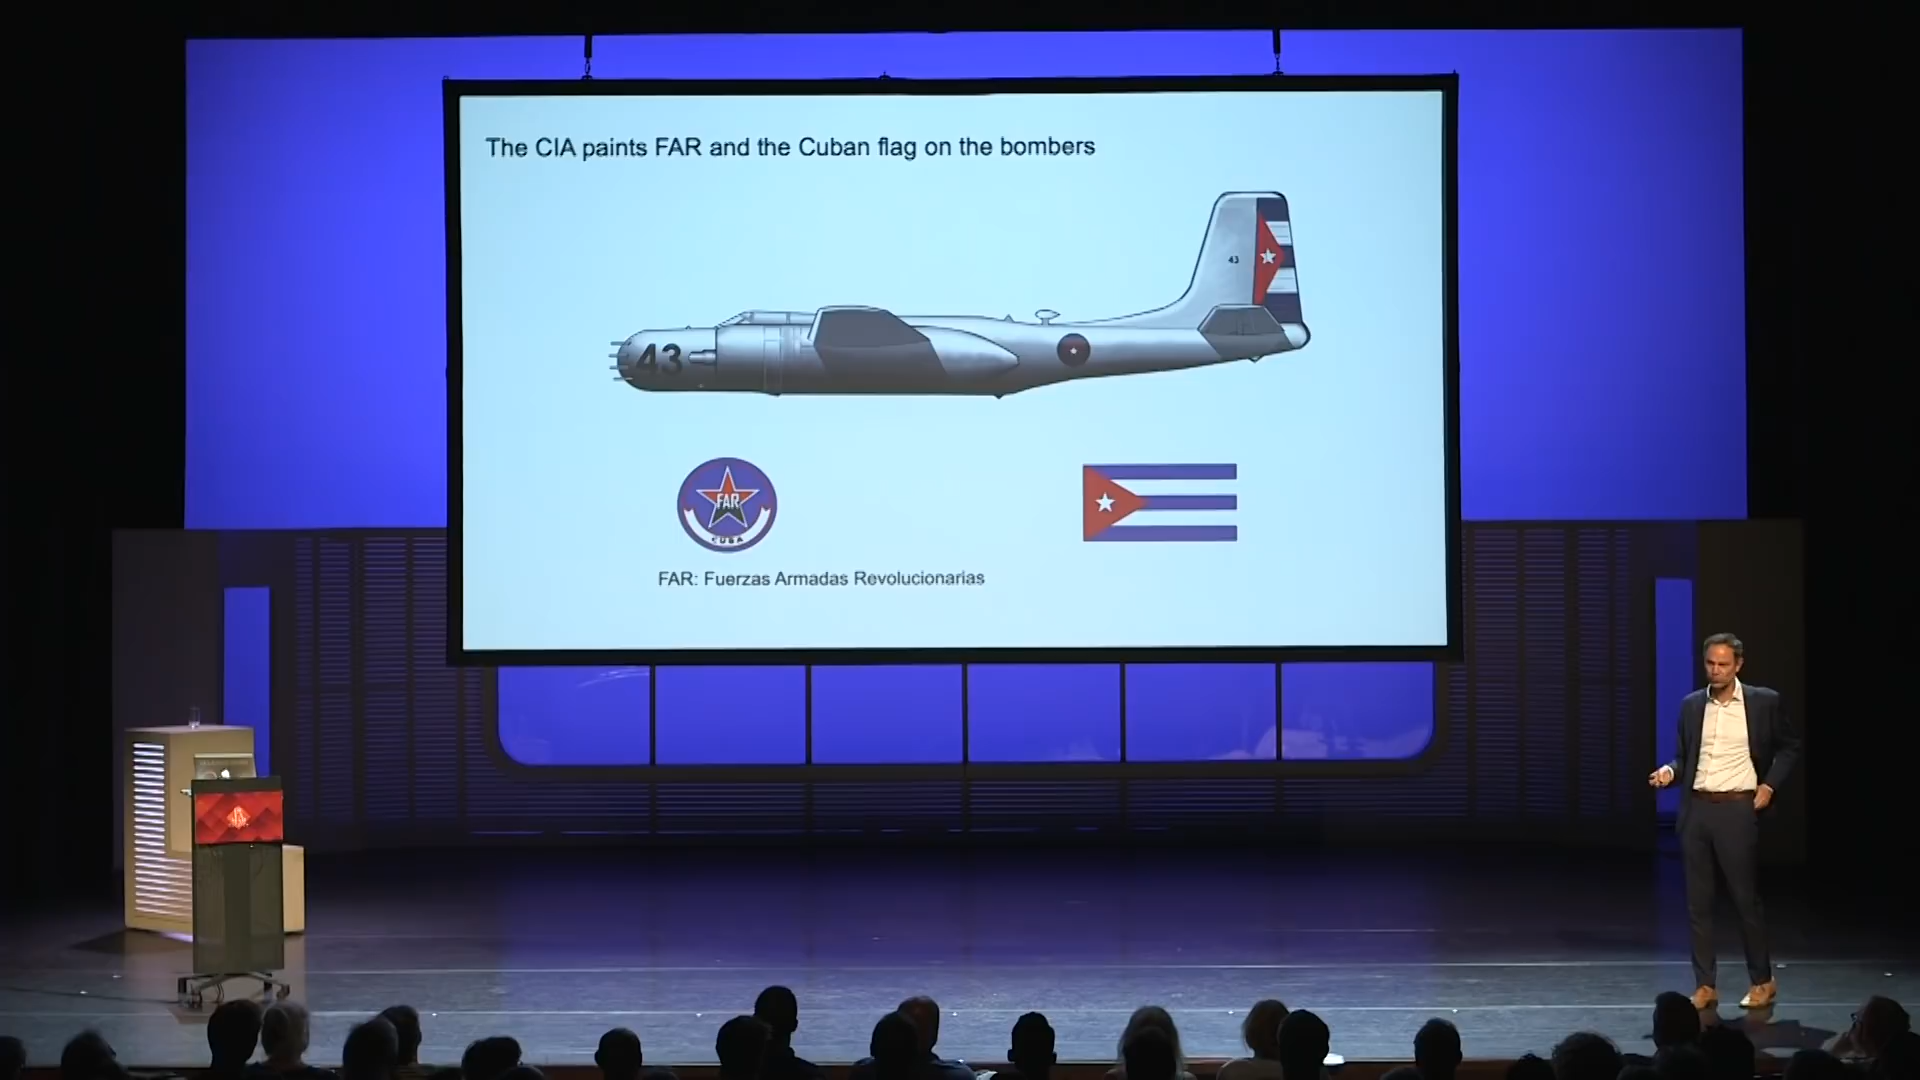 The CIA paints FAR and the Cuban flag on the bombers
43
43
FAR
CUBA
FAR: Fuerzas Armadas Revolucionarias